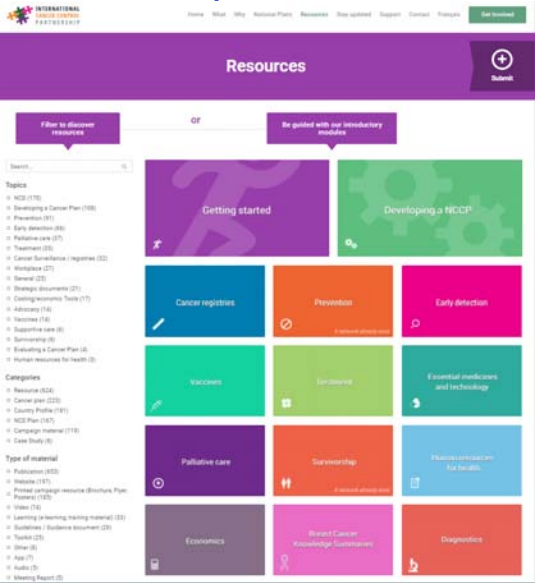 INTERNATIONAL
CANCER CONTROL
PARTNERSHIP
Home What Why National Plans Resources Stay updated Support Contact Français Get Involved
Resources
Submit
Filter to discover
resources
or
Be guided with our introductory
modules
Search...
Topics
NCD (170)
Developing a Cancer Plan (108)
Prevention (91)
Early detection (66)
Palliative care (37)
Treatment (35)
Cancer Surveillance / registries (32)
Workplace (27)
General (23)
Strategic documents (21)
Costing/economic Tools (17)
Advocacy (14)
Vaccines (14)
Supportive care (6)
Survivorship (6)
Evaluating a Cancer Plan (4)
Human resources for health (3)
Categories
Resource (624)
Cancer plan (223)
Country Profile (181)
NCD Plan (167)
Campaign material (119)
Case Study (6)
Type of material
Publication (653)
Website (157)
Printed campaign resource (Brochure, Flyer,
Posters) (105)
Video (74)
Learning (e-learning, training material) (33)
Guidelines / Guidance document (29)
Toolkit (25)
Other (8)
App (7)
Audio (5)
Meeting Report (5)
Getting started
Developing a NCCP
Cancer registries
Prevention
Early detection
Vaccines
Treatment
Essential medicines
and technology
Palliative care
Survivorship
Human resources
for health
Economics
Breast Cancer
Knowledge Summaries
Diagnostics